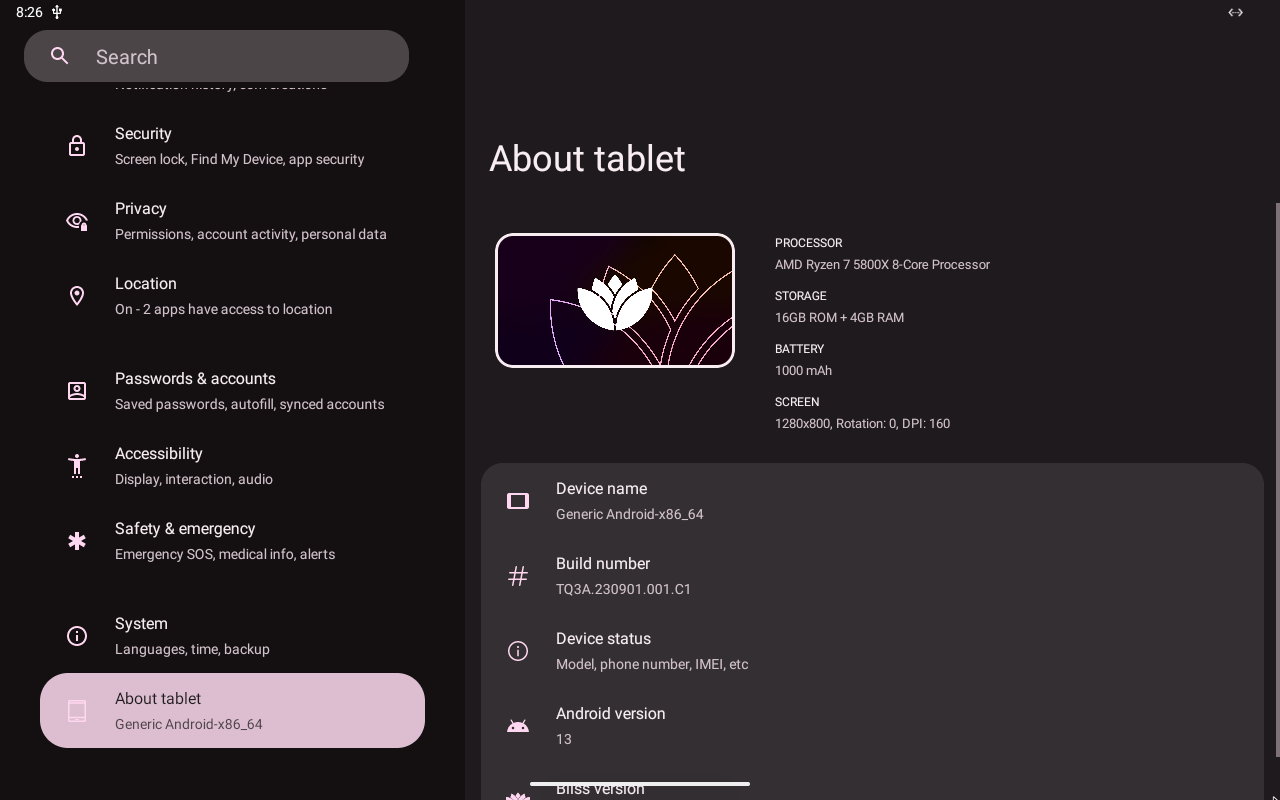 8:26
Search
Notification history, conversations
Security
Screen lock, Find My Device, app security
Privacy
Permissions, account activity, personal data
Location
On - 2 apps have access to location
Passwords & accounts
Saved passwords, autofill, synced accounts
Accessibility
Display, interaction, audio
Safety & emergency
Emergency SOS, medical info, alerts
System
Languages, time, backup
About tablet
Generic Android-x86_64
About tablet
PROCESSOR
AMD Ryzen 7 5800X 8-Core Processor
STORAGE
16GB ROM + 4GB RAM
BATTERY
1000 mAh
SCREEN
1280x800, Rotation: 0, DPI: 160
Device name
Generic Android-x86_64
Build number
TQ3A.230901.001.C1
Device status
Model, phone number, IMEI, etc
Android version
13
Bliss version